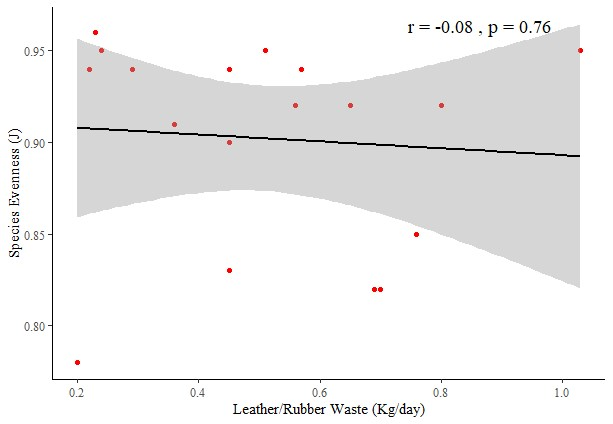 r = -0.08 , p = 0.76
0.95
0.90
0.85
0.80
Species Evenness (J)
0.2 0.4 0.6 0.8 1.0
Leather/Rubber Waste (Kg/day)